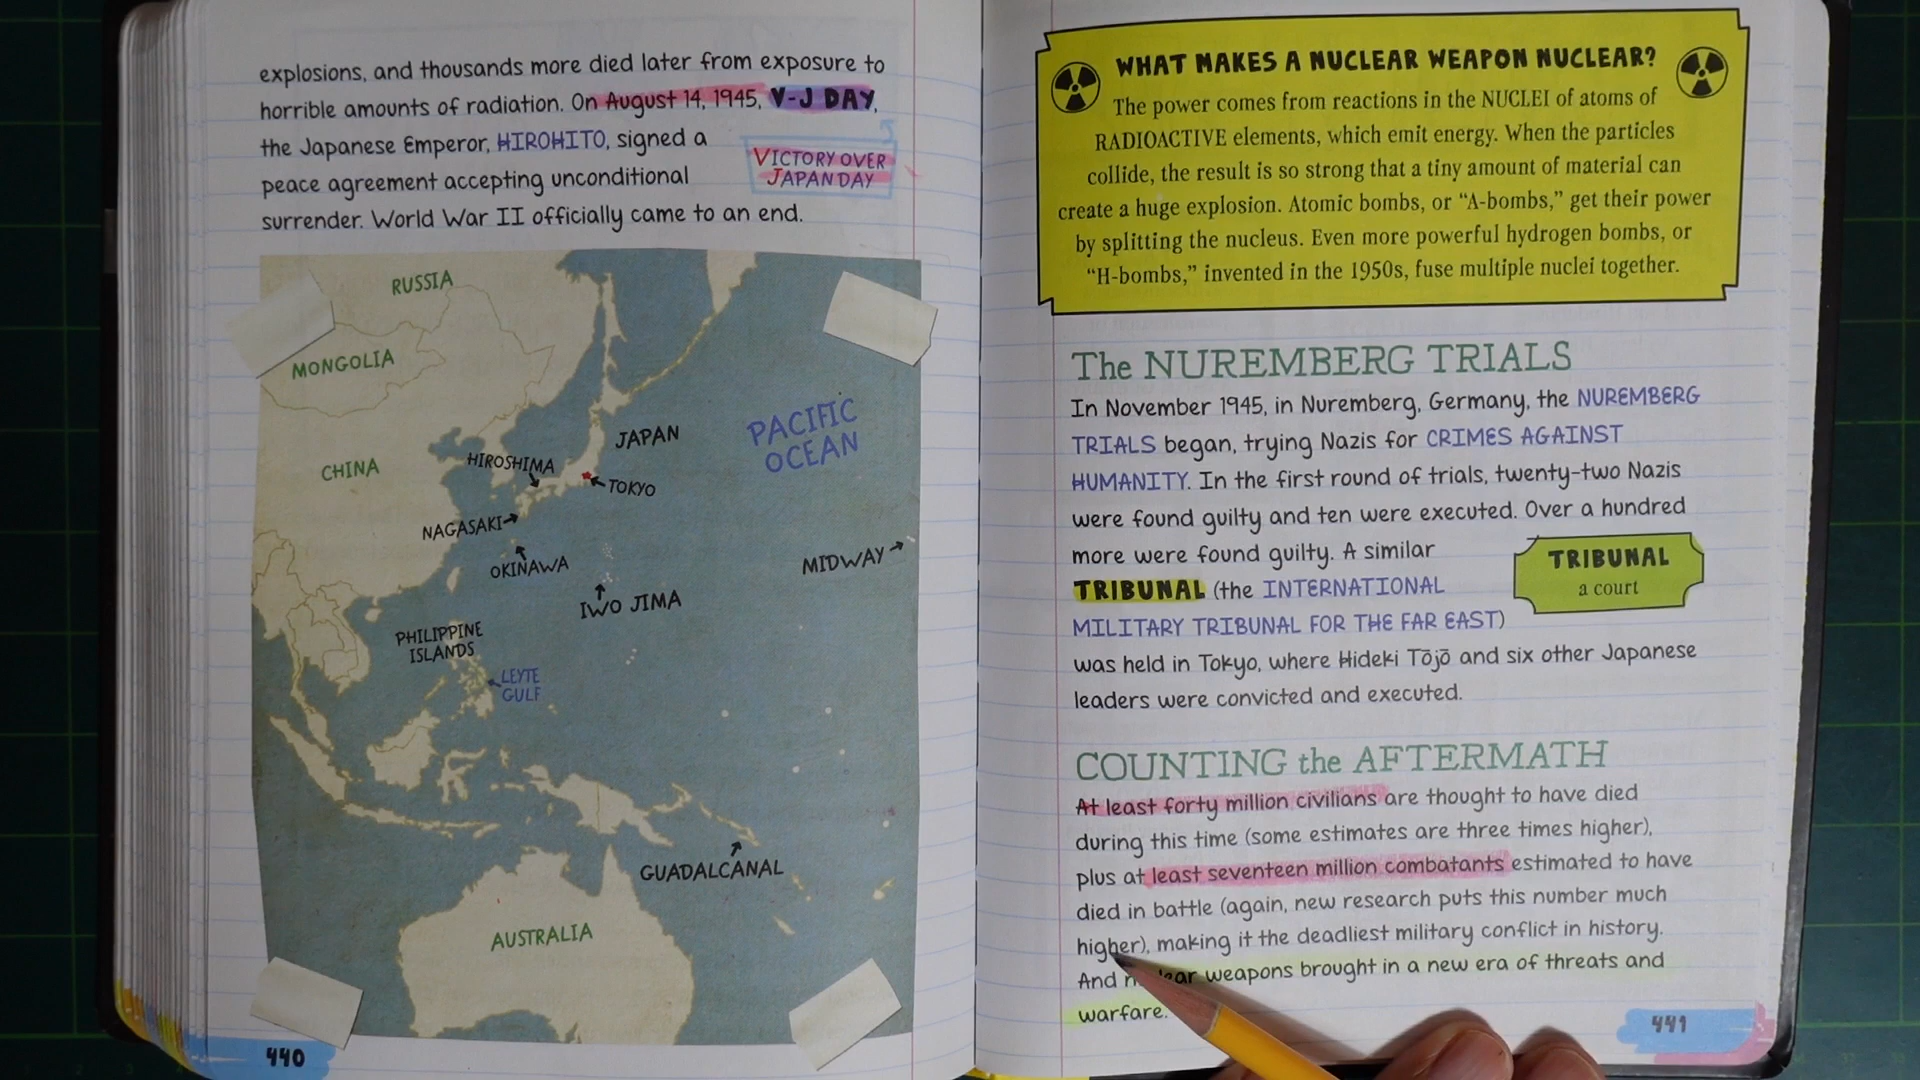 explosions, and thousands more died later from exposure to
horrible amounts of radiation. On August 14, 1945, V-J DAY,
the Japanese Emperor, HIROHITO, signed a
peace agreement accepting unconditional
surrender. World War II officially came to an end.
VICTORY OVER
JAPAN DAY
RUSSIA
MONGOLIA
CHINA
JAPAN
HIROSHIMA
TOKYO
NAGASAKI
OKINAWA
IWO JIMA
PACIFIC
OCEAN
MIDWAY
PHILIPPINE
ISLANDS
LEYTE
GULF
GUADALCANAL
AUSTRALIA
440
WHAT MAKES A NUCLEAR WEAPON NUCLEAR?
The power comes from reactions in the NUCLEI of atoms of
RADIOACTIVE elements, which emit energy. When the particles
collide, the result is so strong that a tiny amount of material can
create a huge explosion. Atomic bombs, or “A-bombs,” get their power
by splitting the nucleus. Even more powerful hydrogen bombs, or
“H-bombs,” invented in the 1950s, fuse multiple nuclei together.
The NUREMBERG TRIALS
In November 1945, in Nuremberg, Germany, the NUREMBERG
TRIALS began, trying Nazis for CRIMES AGAINST
HUMANITY. In the first round of trials, twenty-two Nazis
were found guilty and ten were executed. Over a hundred
more were found guilty. A similar
TRIBUNAL (the INTERNATIONAL
MILITARY TRIBUNAL FOR THE FAR EAST)
was held in Tokyo, where Hideki Tōjō and six other Japanese
leaders were convicted and executed.
TRIBUNAL
a court
COUNTING the AFTERMATH
At least forty million civilians are thought to have died
during this time (some estimates are three times higher),
plus at least seventeen million combatants estimated to have
died in battle (again, new research puts this number much
higher), making it the deadliest military conflict in history.
And weapons brought in a new era of threats and
warfare.
441